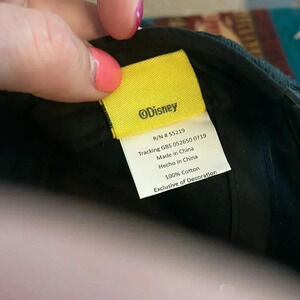 ©Disney
R/N # 55219
Tracking GBS 052650 0719
Made in China
Hecho in China
100% Cotton
Exclusive of Decoration